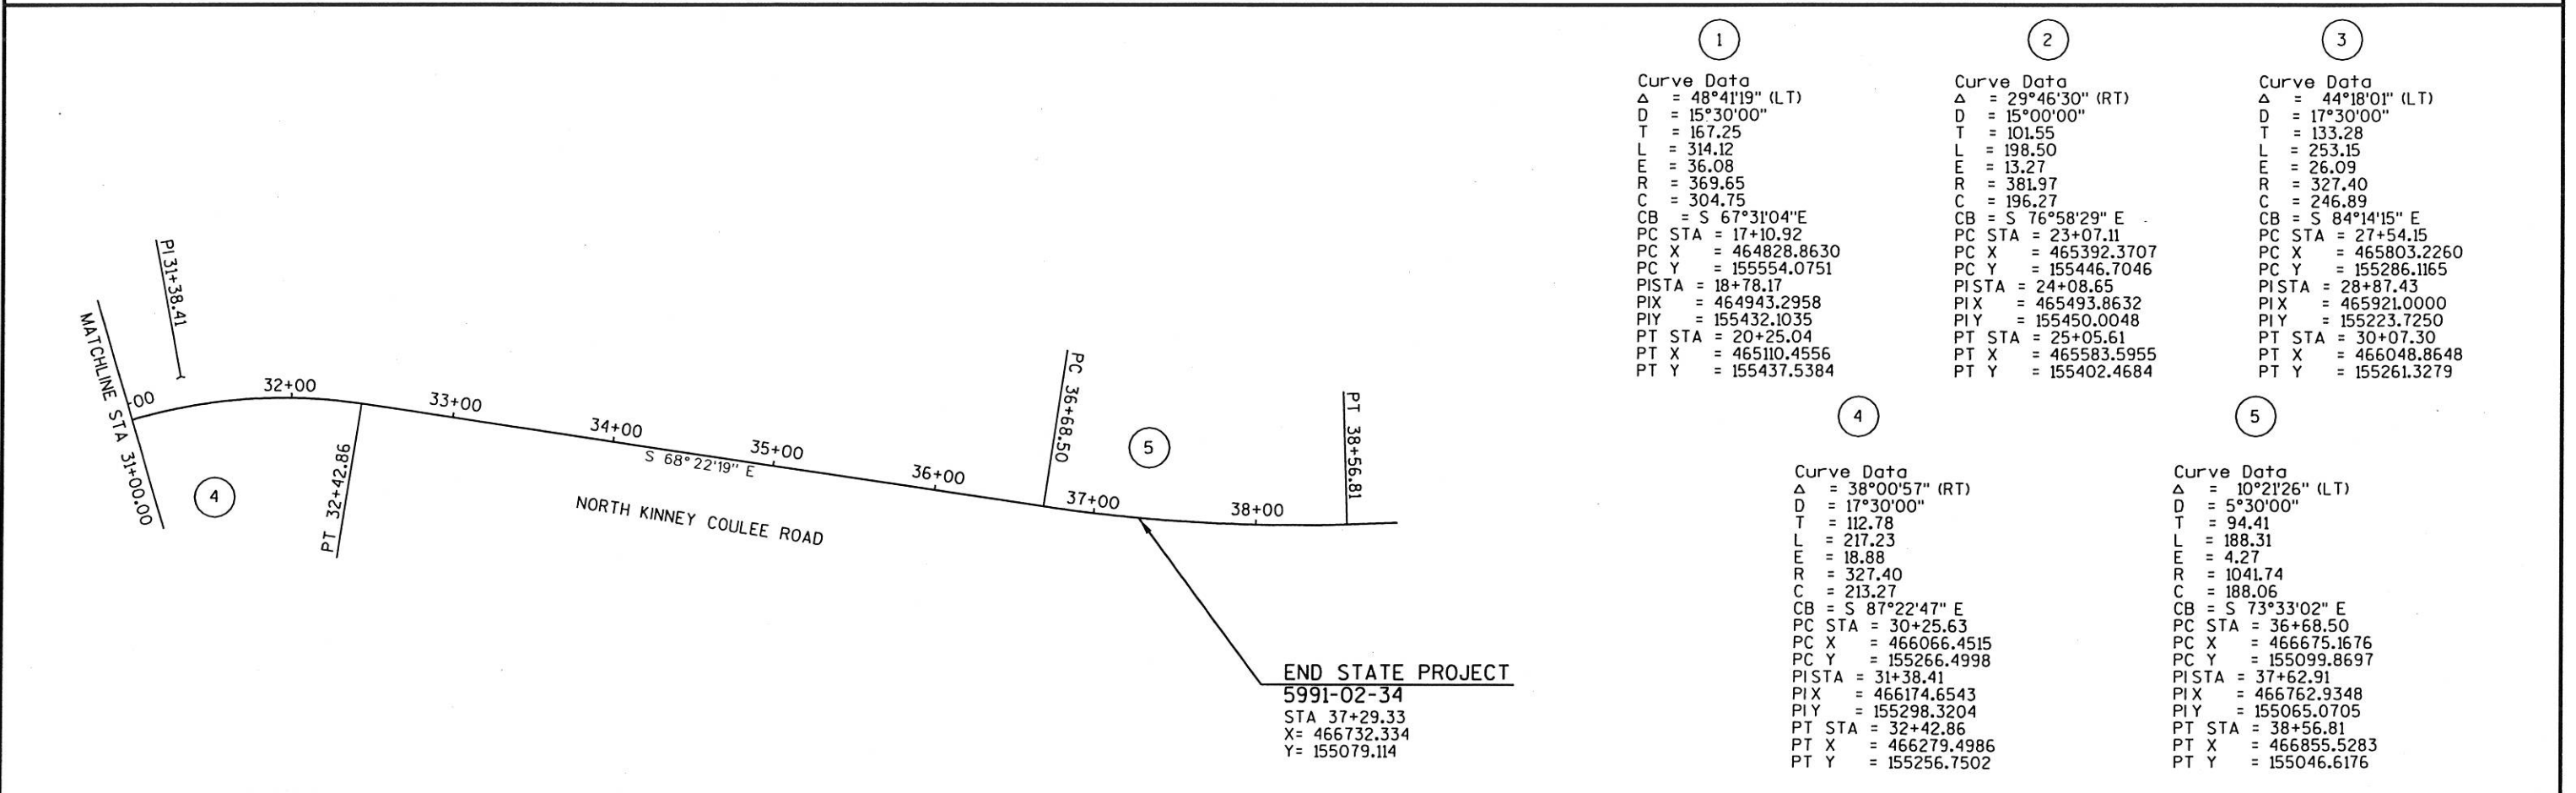 PI 31+38.41
MATCHLINE STA 31+00.00
00
32+00
33+00
34+00
35+00
36+00
37+00
38+00
4
PT 32+42.86
S 68°22'19" E
NORTH KINNEY COULEE ROAD
PC 36+68.50
5
PT 38+56.81
END STATE PROJECT
5991-02-34
STA 37+29.33
X= 466732.334
Y= 155079.114
1
Curve Data
Δ = 48°41'19" (LT)
D = 15°30'00"
T = 167.25
L = 314.12
E = 36.08
R = 369.65
C = 304.75
CB = S 67°31'04"E
PC STA = 17+10.92
PC X = 464828.8630
PC Y = 155554.0751
PISTA = 18+78.17
PIX = 464943.2958
PIY = 155432.1035
PT STA = 20+25.04
PT X = 465110.4556
PT Y = 155437.5384
2
Curve Data
Δ = 29°46'30" (RT)
D = 15°00'00"
T = 101.55
L = 198.50
E = 13.27
R = 381.97
C = 196.27
CB = S 76°58'29" E
PC STA = 23+07.11
PC X = 465392.3707
PC Y = 155446.7046
PISTA = 24+08.65
PIX = 465493.8632
PIY = 155450.0048
PT STA = 25+05.61
PT X = 465583.5955
PT Y = 155402.4684
3
Curve Data
Δ = 44°18'01" (LT)
D = 17°30'00"
T = 133.28
L = 253.15
E = 26.09
R = 327.40
C = 246.89
CB = S 84°14'15" E
PC STA = 27+54.15
PC X = 465803.2260
PC Y = 155286.1165
PISTA = 28+87.43
PIX = 465921.0000
PIY = 155223.7250
PT STA = 30+07.30
PT X = 466048.8648
PT Y = 155261.3279
4
Curve Data
Δ = 38°00'57" (RT)
D = 17°30'00"
T = 112.78
L = 217.23
E = 18.88
R = 327.40
C = 213.27
CB = S 87°22'47" E
PC STA = 30+25.63
PC X = 466066.4515
PC Y = 155266.4998
PISTA = 31+38.41
PIX = 466174.6543
PIY = 155298.3204
PT STA = 32+42.86
PT X = 466279.4986
PT Y = 155256.7502
5
Curve Data
Δ = 10°21'26" (LT)
D = 5°30'00"
T = 94.41
L = 188.31
E = 4.27
R = 1041.74
C = 188.06
CB = S 73°33'02" E
PC STA = 36+68.50
PC X = 466675.1676
PC Y = 155099.8697
PISTA = 37+62.91
PIX = 466762.9348
PIY = 155065.0705
PT STA = 38+56.81
PT X = 466855.5283
PT Y = 155046.6176